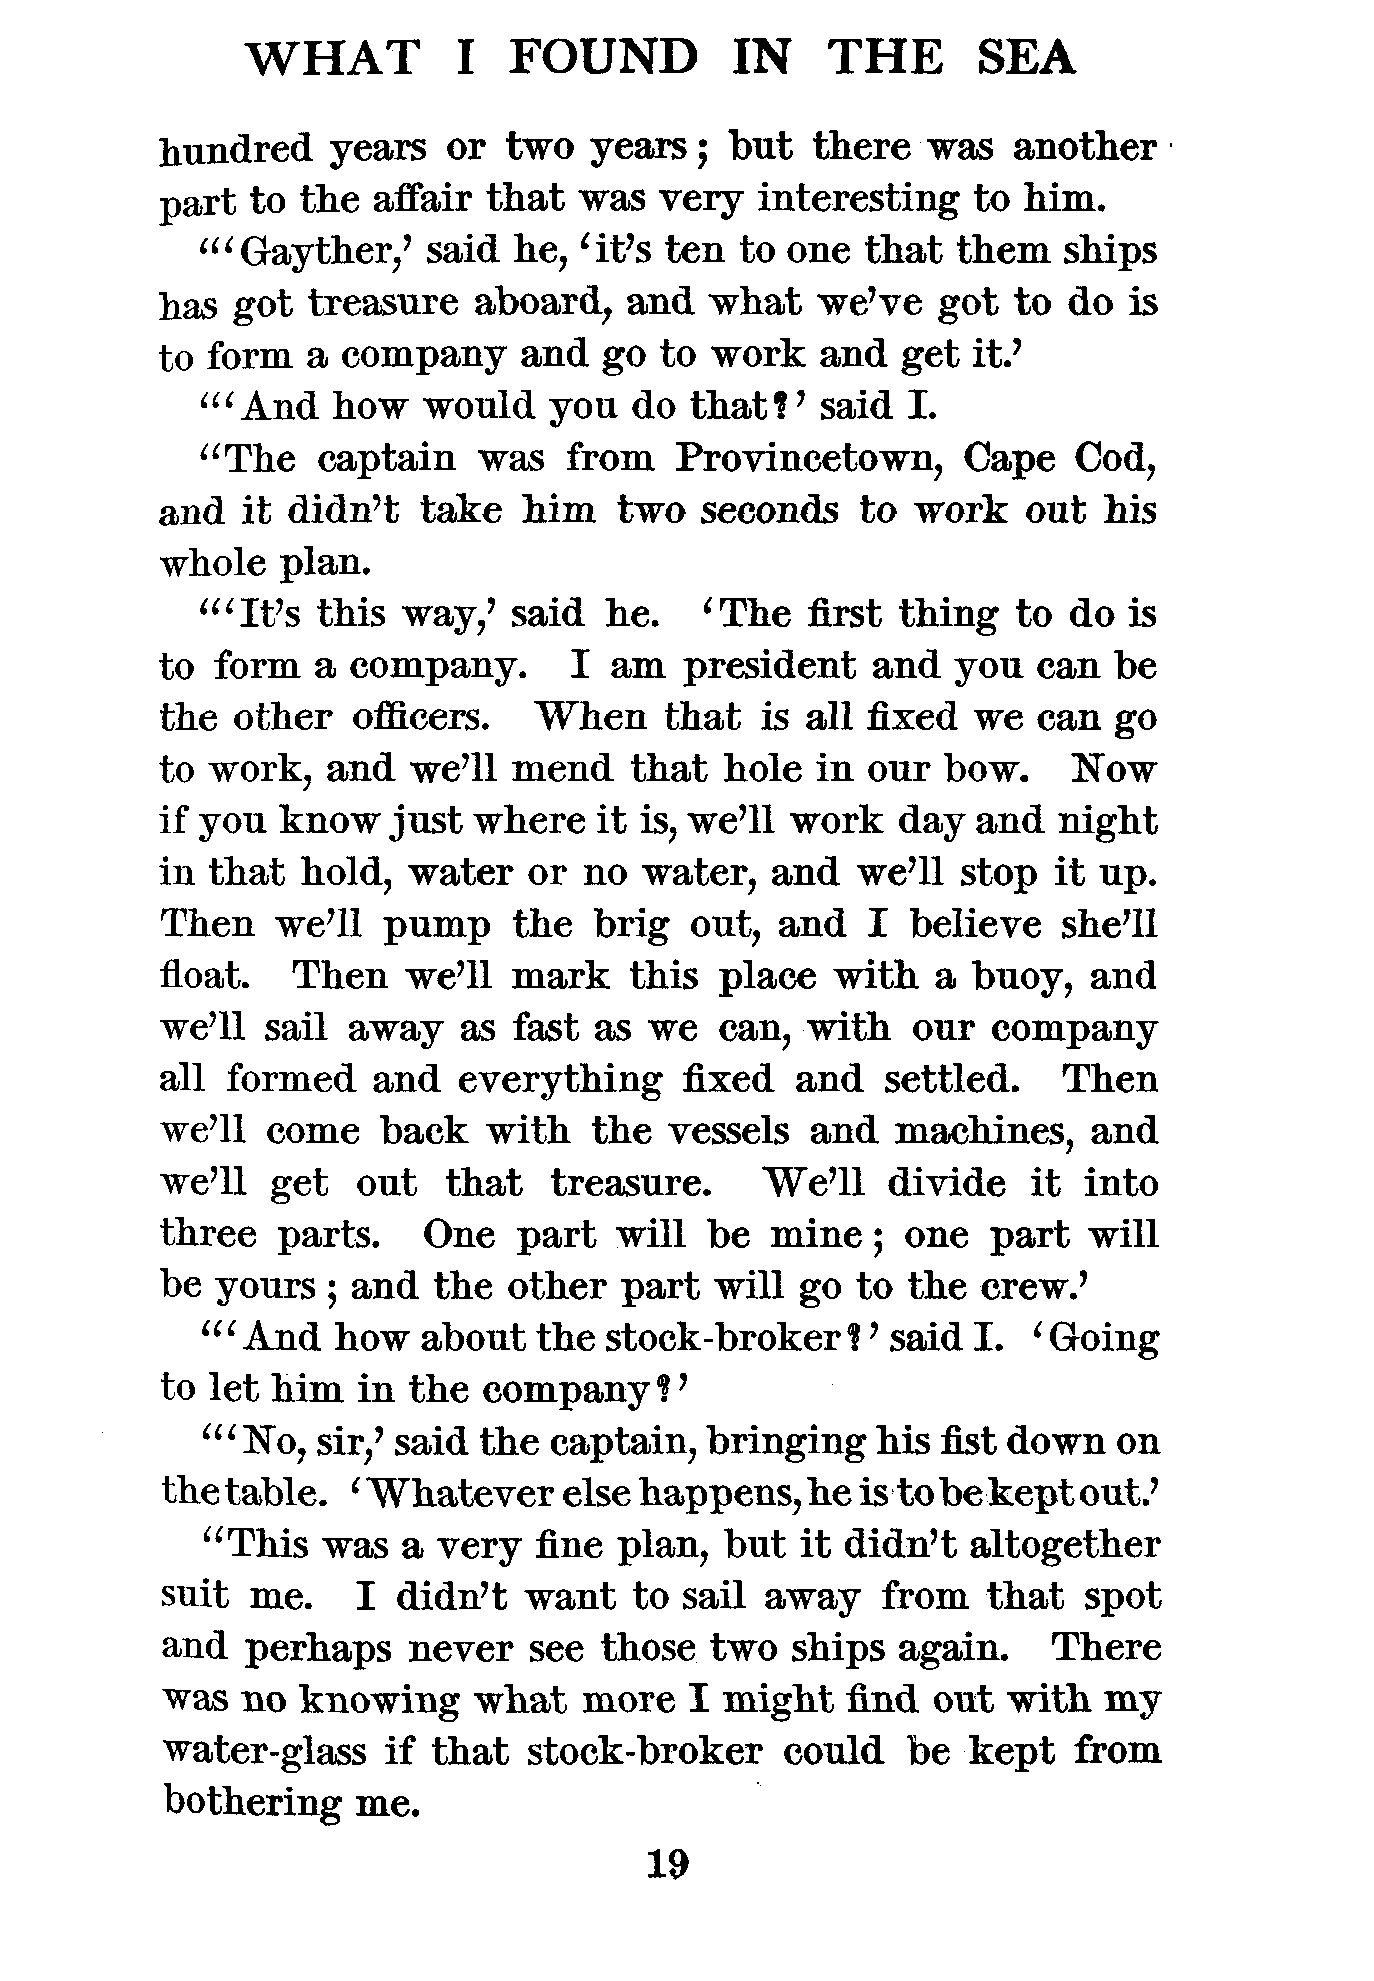 WHAT I FOUND IN THE SEA
hundred years or two years; but there was another
part to the affair that was very interesting to him.
"'Gayther,' said he, 'it's ten to one that them ships
has got treasure aboard, and what we've got to do is
to form a company and go to work and get it.'
"'And how would you do that?' said I.
"The captain was from Provincetown, Cape Cod,
and it didn't take him two seconds to work out his
whole plan.
"'It's this way,' said he. 'The first thing to do is
to form a company. I am president and you can be
the other officers. When that is all fixed we can go
to work, and we'll mend that hole in our bow. Now
if you know just where it is, we'll work day and night
in that hold, water or no water, and we'll stop it up.
Then we'll pump the brig out, and I believe she'll
float. Then we'll mark this place with a buoy, and
we'll sail away as fast as we can, with our company
all formed and everything fixed and settled. Then
we'll come back with the vessels and machines, and
we'll get out that treasure. We'll divide it into
three parts. One part will be mine; one part will
be yours; and the other part will go to the crew.'
"'And how about the stock-broker?' said I. 'Going
to let him in the company?'
"'No, sir,' said the captain, bringing his fist down on
the table. 'Whatever else happens, he is to be kept out.'
"This was a very fine plan, but it didn't altogether
suit me. I didn't want to sail away from that spot
and perhaps never see those two ships again. There
was no knowing what more I might find out with my
water-glass if that stock-broker could be kept from
bothering me.
19